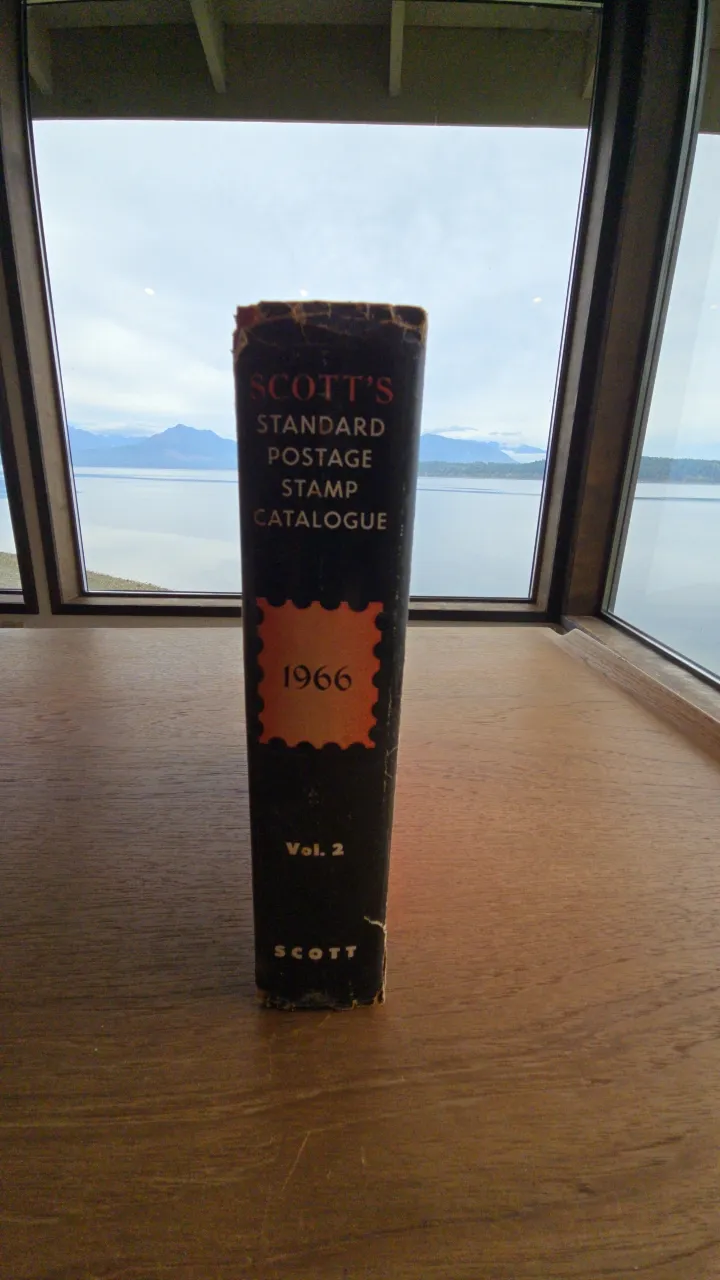 SCOTT'S
STANDARD
POSTAGE
STAMP
CATALOGUE
1966
Vol. 2
SCOTT